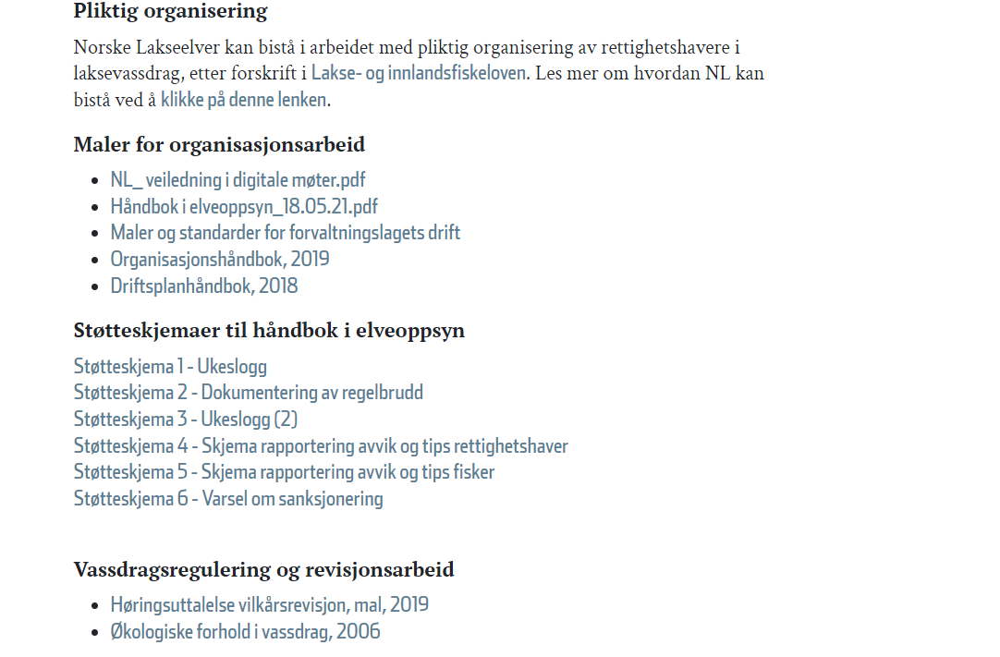 Pliktig organisering
Norske Lakseelver kan bistå i arbeidet med pliktig organisering av rettighetshavere i
laksevassdrag, etter forskrift i Lakse- og innlandsfiskeloven. Les mer om hvordan NL kan
bistå ved å klikke på denne lenken.
Maler for organisasjonsarbeid
NL_ veiledning i digitale møter.pdf
Håndbok i elveoppsyn_18.05.21.pdf
Maler og standarder for forvaltningslagets drift
Organisasjonshåndbok, 2019
Driftsplanhåndbok, 2018
Støtteskjemaer til håndbok i elveoppsyn
Støtteskjema 1 - Ukeslogg
Støtteskjema 2 - Dokumentering av regelbrudd
Støtteskjema 3 - Ukeslogg (2)
Støtteskjema 4 - Skjema rapportering avvik og tips rettighetshaver
Støtteskjema 5 - Skjema rapportering avvik og tips fisker
Støtteskjema 6 - Varsel om sanksjonering
Vassdragsregulering og revisjonsarbeid
Høringsuttalelse vilkårsrevisjon, mal, 2019
Økologiske forhold i vassdrag, 2006